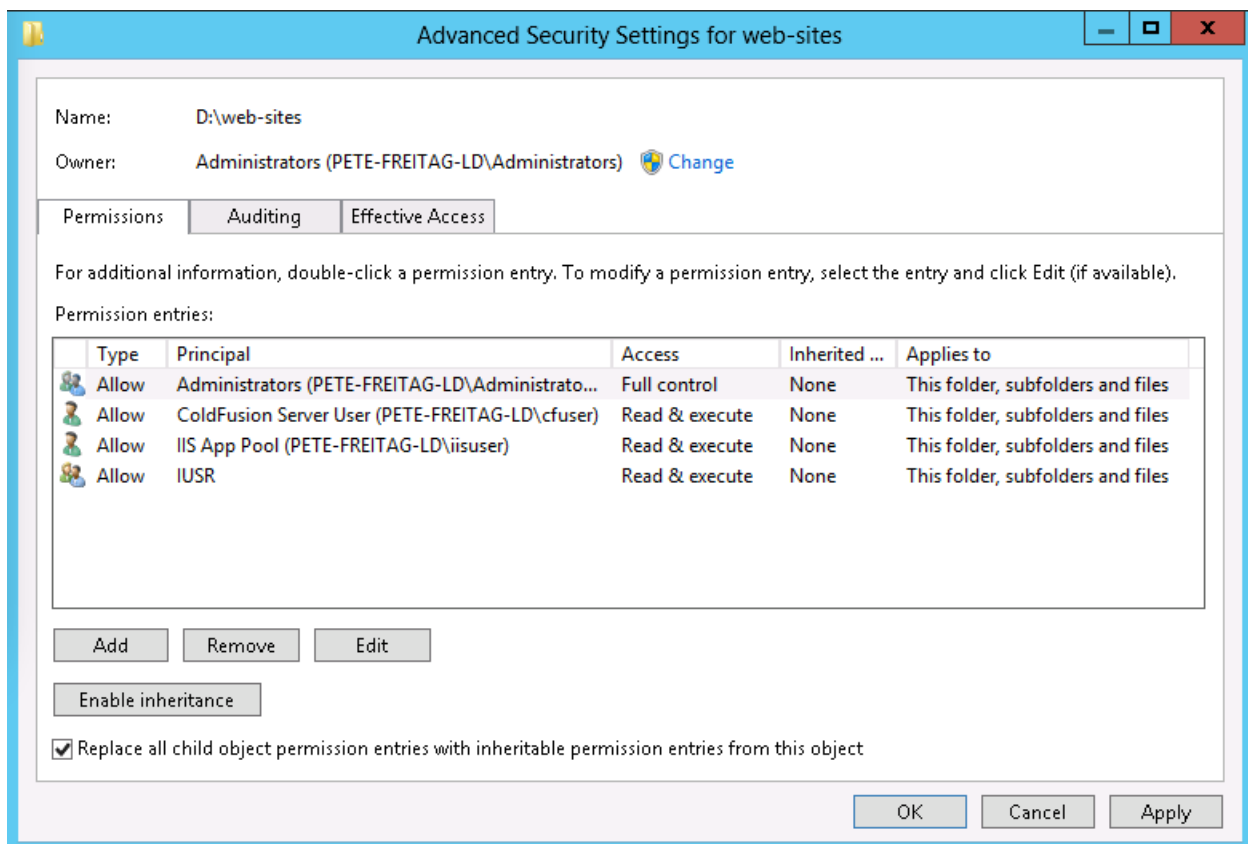 Advanced Security Settings for web-sites
Name: D:\web-sites
Owner: Administrators (PETE-FREITAG-LD\Administrators) Change
Permissions Auditing Effective Access
For additional information, double-click a permission entry. To modify a permission entry, select the entry and click Edit (if available).
Permission entries:
Type Principal Access Inherited ... Applies to
Allow Administrators (PETE-FREITAG-LD\Administrato... Full control None This folder, subfolders and files
Allow ColdFusion Server User (PETE-FREITAG-LD\cfuser) Read & execute None This folder, subfolders and files
Allow IIS App Pool (PETE-FREITAG-LD\iisuser) Read & execute None This folder, subfolders and files
Allow IUSR Read & execute None This folder, subfolders and files
Add Remove Edit
Enable inheritance
Replace all child object permission entries with inheritable permission entries from this object
OK Cancel Apply